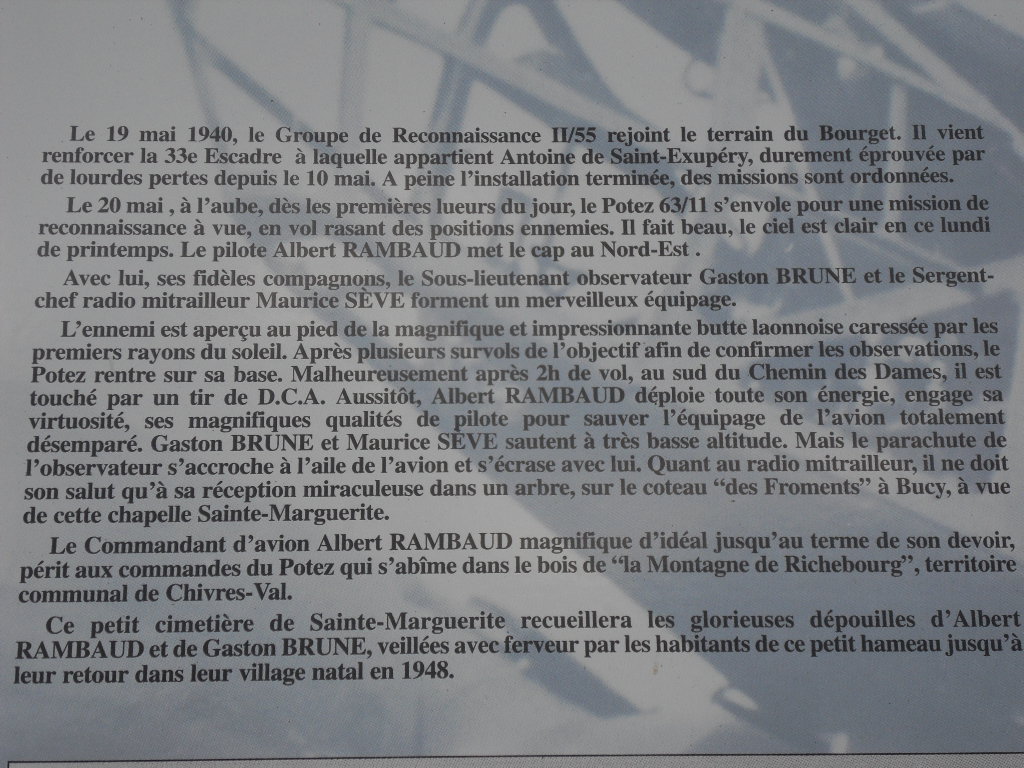 Le 19 mai 1940, le Groupe de Reconnaissance II/55 rejoint le terrain du Bourget. Il vient
renforcer la 33e Escadre à laquelle appartient Antoine de Saint-Exupéry, durement éprouvée par
de lourdes pertes depuis le 10 mai. A peine l'installation terminée, des missions sont ordonnées.
Le 20 mai , à l'aube, dès les premières lueurs du jour, le Potez 63/11 s'envole pour une mission de
reconnaissance à vue, en vol rasant des positions ennemies. Il fait beau, le ciel est clair en ce lundi
de printemps. Le pilote Albert RAMBAUD met le cap au Nord-Est .
Avec lui, ses fidèles compagnons, le Sous-lieutenant observateur Gaston BRUNE et le Sergent-
chef radio mitrailleur Maurice SÈVE forment un merveilleux équipage.
L'ennemi est aperçu au pied de la magnifique et impressionnante butte laonnoise caressée par les
premiers rayons du soleil. Après plusieurs survols de l'objectif afin de confirmer les observations, le
Potez rentre sur sa base. Malheureusement après 2h de vol, au sud du Chemin des Dames, il est
touché par un tir de D.C.A. Aussitôt, Albert RAMBAUD déploie toute son énergie, engage sa
virtuosité, ses magnifiques qualités de pilote pour sauver l'équipage de l'avion totalement
désemparé. Gaston BRUNE et Maurice SÈVE sautent à très basse altitude. Mais le parachute de
l'observateur s'accroche à l'aile de l'avion et s'écrase avec lui. Quant au radio mitrailleur, il ne doit
son salut qu'à sa réception miraculeuse dans un arbre, sur le coteau "des Froments" à Bucy, à vue
de cette chapelle Sainte-Marguerite.
Le Commandant d'avion Albert RAMBAUD magnifique d'idéal jusqu'au terme de son devoir,
périt aux commandes du Potez qui s'abîme dans le bois de "la Montagne de Richebourg", territoire
communal de Chivres-Val.
Ce petit cimetière de Sainte-Marguerite recueillera les glorieuses dépouilles d'Albert
RAMBAUD et de Gaston BRUNE, veillées avec ferveur par les habitants de ce petit hameau jusqu'à
leur retour dans leur village natal en 1948.